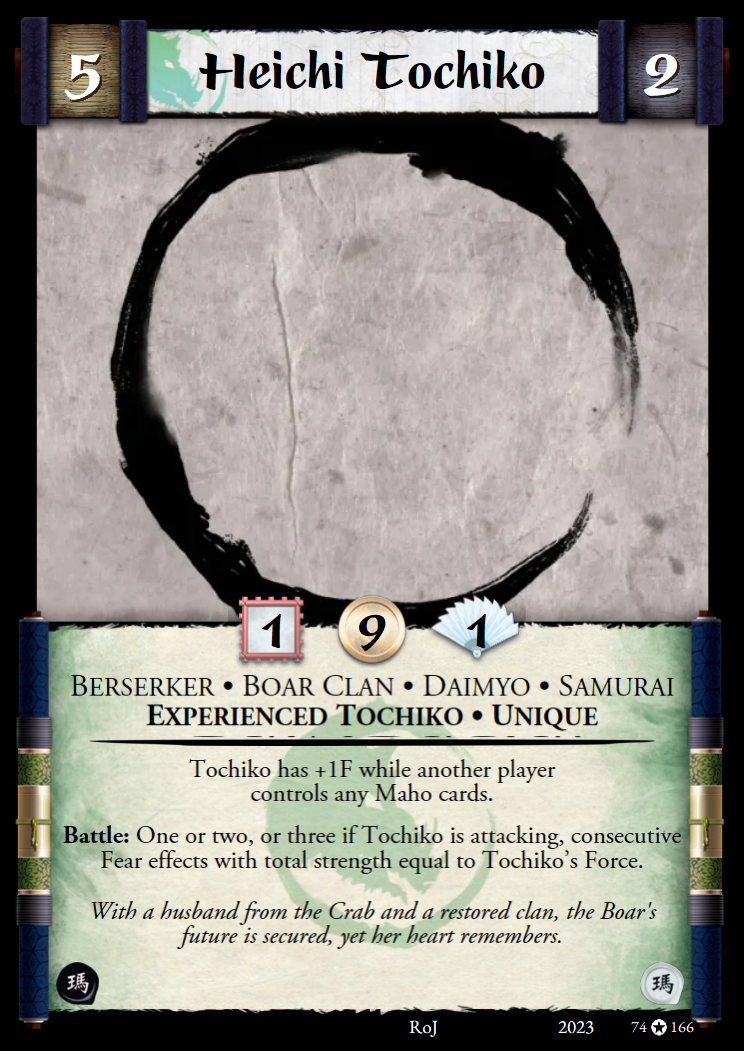 5 Heichi Tochiko 2
1 9 1
BERSERKER • BOAR CLAN • DAIMYO • SAMURAI
EXPERIENCED TOCHIKO • UNIQUE
Tochiko has +1F while another player
controls any Maho cards.
Battle: One or two, or three if Tochiko is attacking, consecutive
Fear effects with total strength equal to Tochiko's Force.
With a husband from the Crab and a restored clan, the Boar's
future is secured, yet her heart remembers.
瑪 瑪
RoJ 2023 74 166